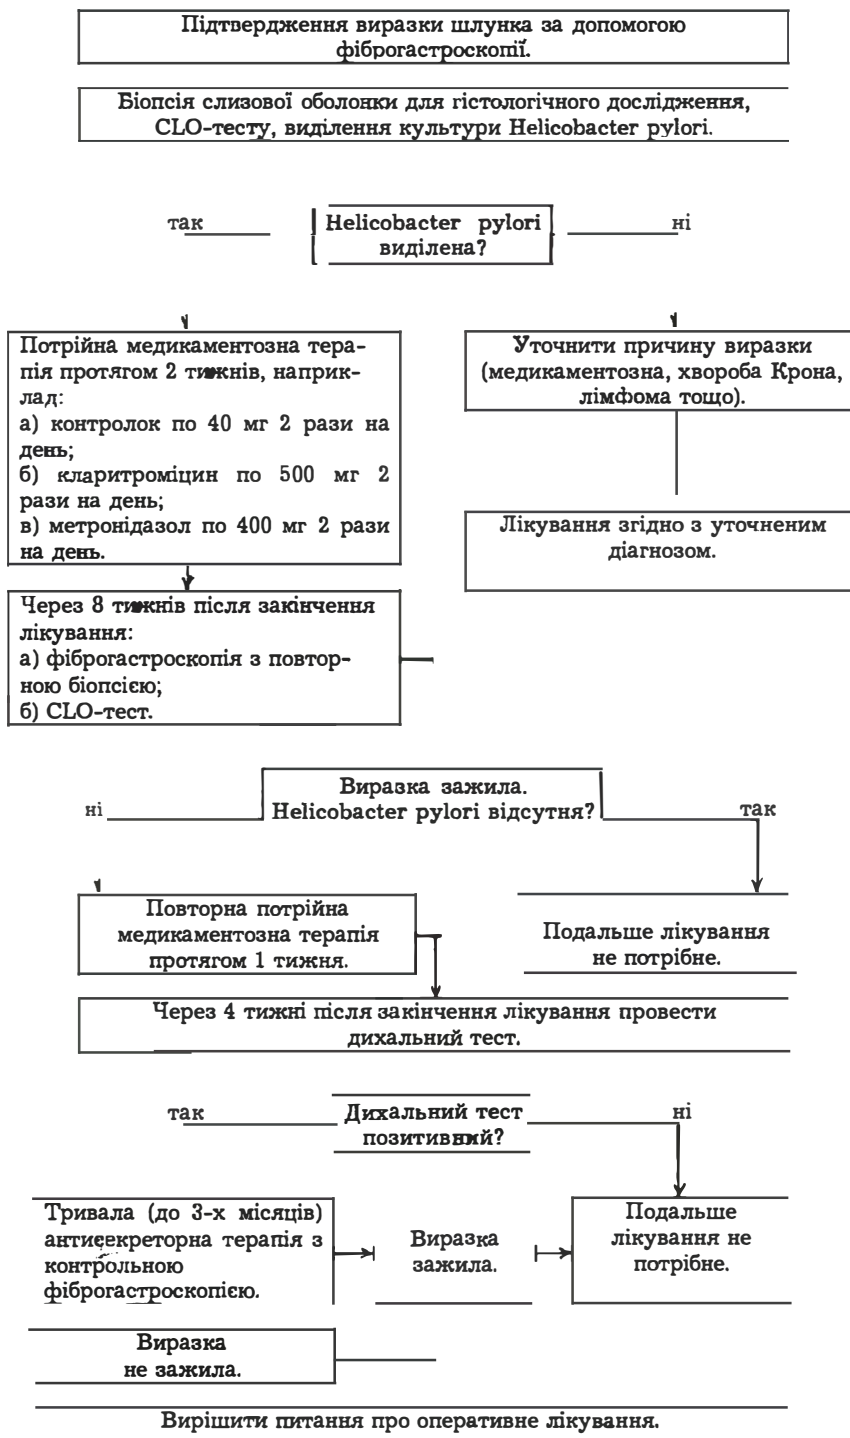 Підтвердження виразки шлунка за допомогою
фіброгастроскопії.
Біопсія слизової оболонки для гістологічного дослідження,
CLO-тесту, виділення культури Helicobacter pylori.
так
Helicobacter pylori
виділена?
ні
Потрійна медикаментозна тера-
пія протягом 2 тижнів, наприк-
лад:
а) контролок по 40 мг 2 рази на
день;
б) кларитроміцин по 500 мг 2
рази на день;
в) метронідазол по 400 мг 2 рази
на день.
Уточнити причину виразки
(медикаментозна, хвороба Крона,
лімфома тощо).
Лікування згідно з уточненим
діагнозом.
Через 8 тижнів після закінчення
лікування:
а) фіброгастроскопія з повтор-
ною біопсією;
б) CLO-тест.
ні
Виразка зажила.
Helicobacter pylori відсутня?
так
Повторна потрійна
медикаментозна терапія
протягом 1 тижня.
Подальше лікування
не потрібне.
Через 4 тижні після закінчення лікування провести
дихальний тест.
так
Дихальний тест
позитивний?
ні
Тривала (до 3-х місяців)
антисекреторна терапія з
контрольною
фіброгастроскопією.
Виразка
зажила.
Подальше
лікування не
потрібне.
Виразка
не зажила.
Вирішити питання про оперативне лікування.